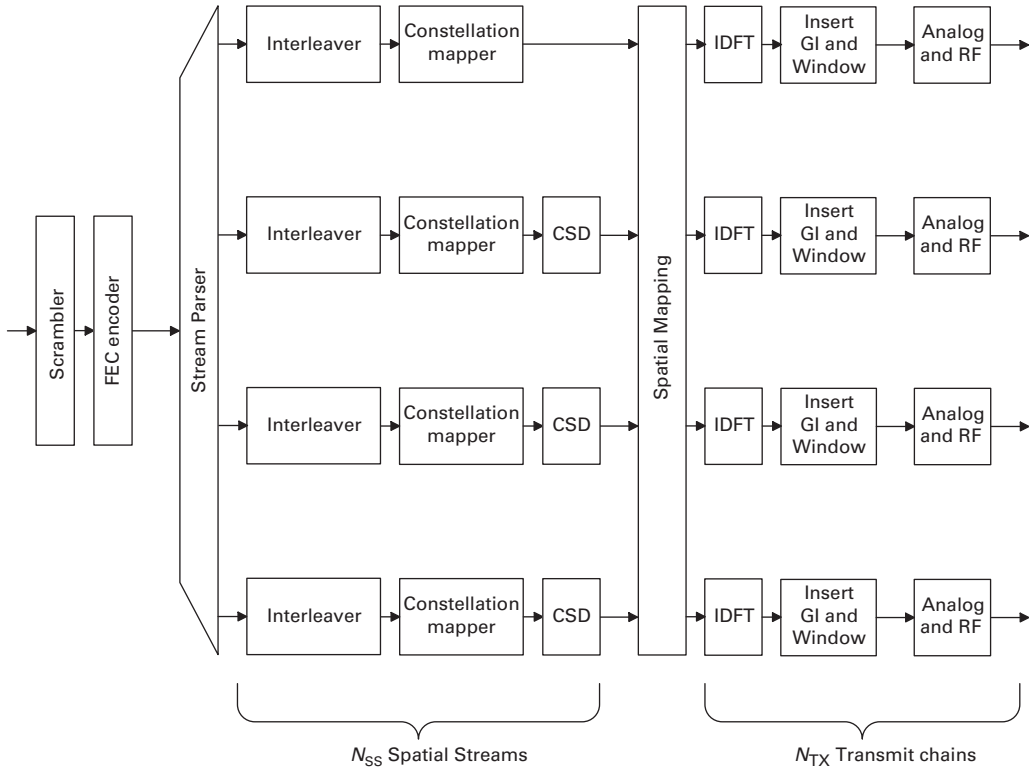 Interleaver
Constellation
mapper
IDFT
Insert
GI and
Window
Analog
and RF
Scrambler
FEC encoder
Stream Parser
Spatial Mapping
Interleaver
Constellation
mapper
CSD
IDFT
Insert
GI and
Window
Analog
and RF
Interleaver
Constellation
mapper
CSD
IDFT
Insert
GI and
Window
Analog
and RF
Interleaver
Constellation
mapper
CSD
IDFT
Insert
GI and
Window
Analog
and RF
NSS Spatial Streams
NTX Transmit chains